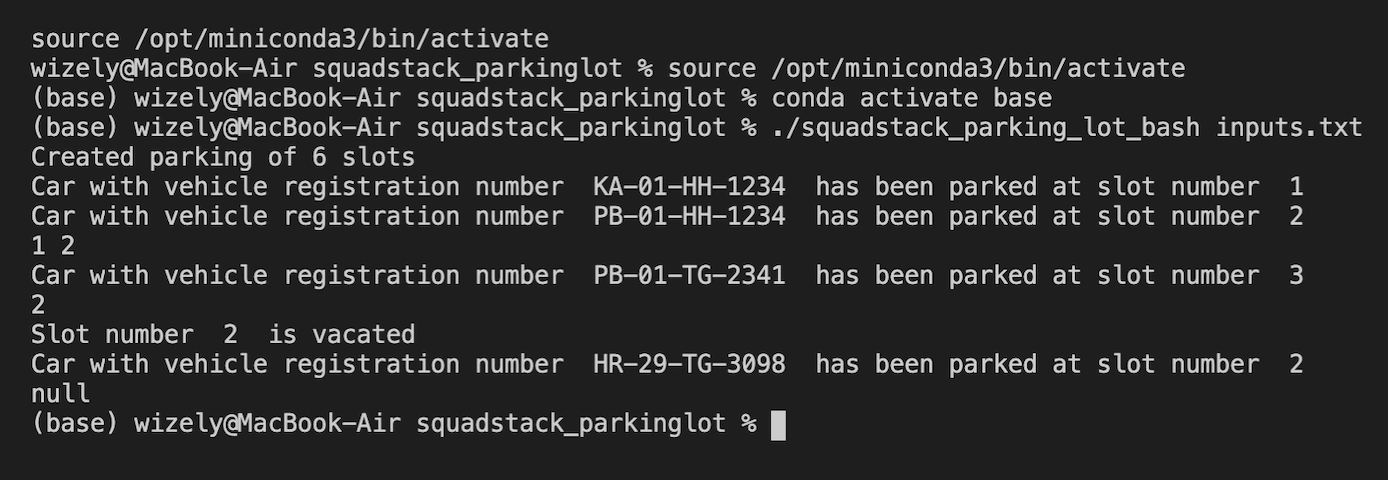 source /opt/miniconda3/bin/activate
wizely@MacBook-Air squadstack_parkinglot % source /opt/miniconda3/bin/activate
(base) wizely@MacBook-Air squadstack_parkinglot % conda activate base
(base) wizely@MacBook-Air squadstack_parkinglot % ./squadstack_parking_lot_bash inputs.txt
Created parking of 6 slots
Car with vehicle registration number  KA-01-HH-1234  has been parked at slot number  1
Car with vehicle registration number  PB-01-HH-1234  has been parked at slot number  2
1 2
Car with vehicle registration number  PB-01-TG-2341  has been parked at slot number  3
2
Slot number  2  is vacated
Car with vehicle registration number  HR-29-TG-3098  has been parked at slot number  2
null
(base) wizely@MacBook-Air squadstack_parkinglot %